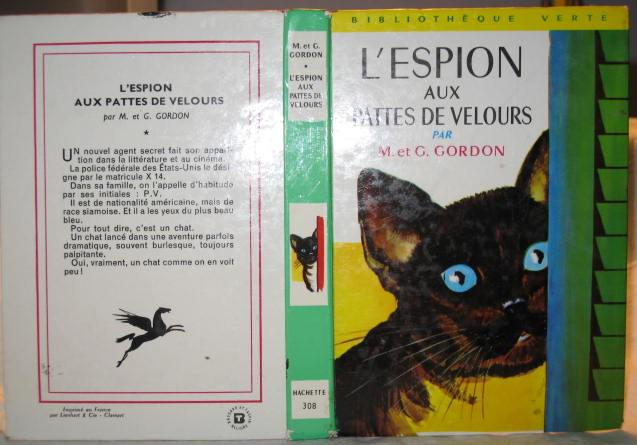 L'ESPION
AUX PATTES DE VELOURS
par M. et G. GORDON
UN nouvel agent secret fait son appari-
tion dans la littérature et au cinéma.
La police fédérale des États-Unis le dési-
gne par le matricule X 14.
Dans sa famille, on l'appelle d'habitude
par ses initiales : P.V.
Il est de nationalité américaine, mais de
race siamoise. Et il a les yeux du plus beau
bleu.
Pour tout dire, c'est un chat.
Un chat lancé dans une aventure parfois
dramatique, souvent burlesque, toujours
palpitante.
Oui, vraiment, un chat comme on en voit
peu !
Imprimé en France
par Lienhart & Cie - Clamart
M. et G.
GORDON
L'ESPION
AUX
PATTES DE
VELOURS
HACHETTE
308
BIBLIOTHÈQUE VERTE
L'ESPION
AUX
PATTES DE VELOURS
PAR
M. et G. GORDON